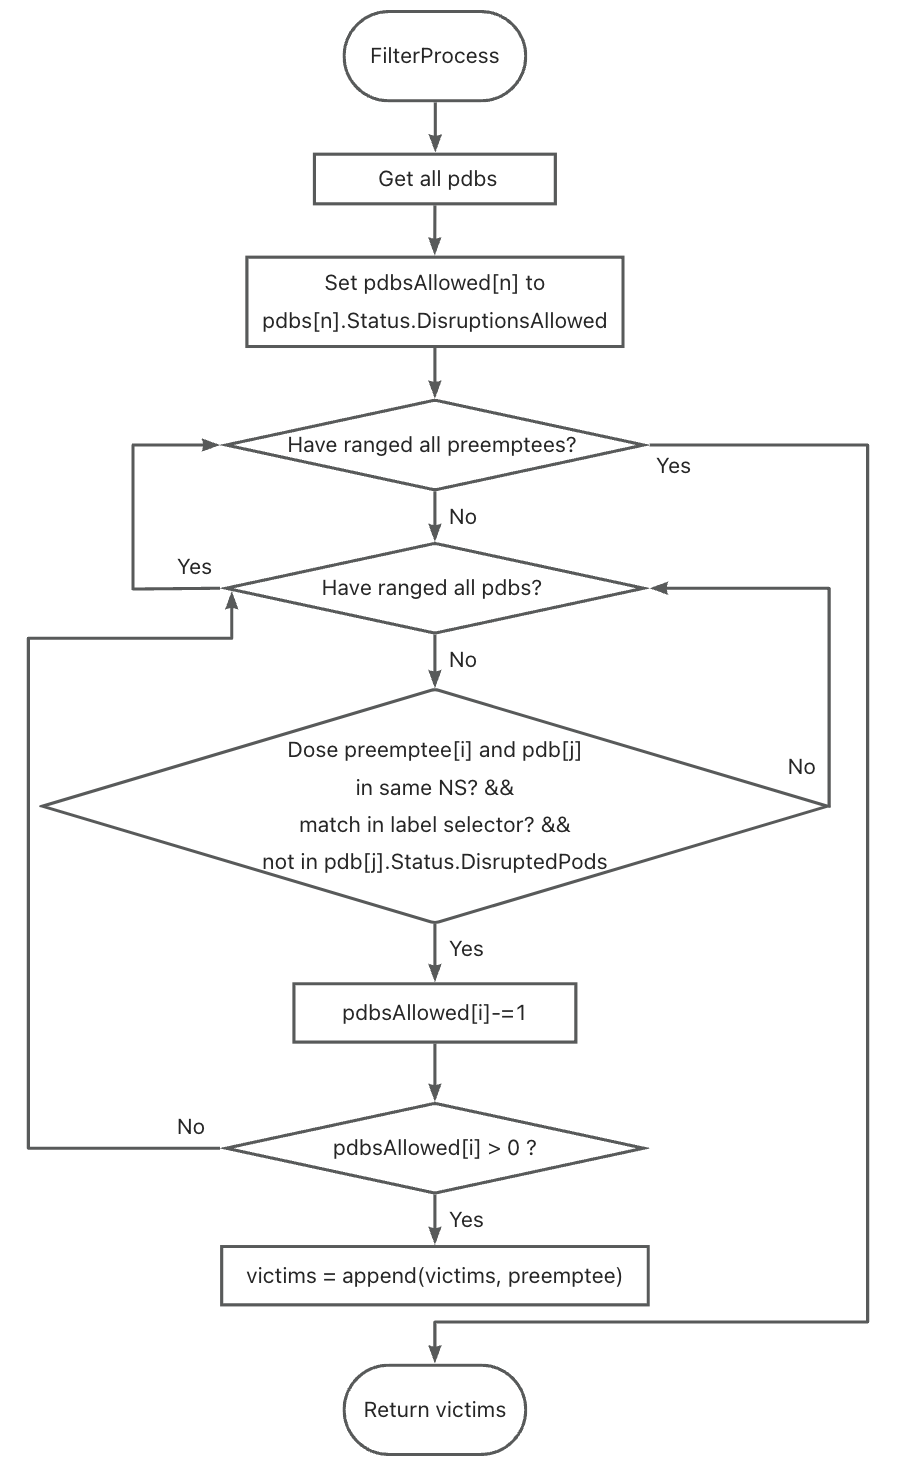 FilterProcess
Get all pdbs
Set pdbsAllowed[n] to
pdbs[n].Status.DisruptionsAllowed
Have ranged all preemptees?
Yes
No
Yes
Have ranged all pdbs?
No
Dose preemptee[i] and pdb[j]
in same NS? &&
match in label selector? &&
not in pdb[j].Status.DisruptedPods
No
Yes
pdbsAllowed[i]-=1
No
pdbsAllowed[i] > 0 ?
Yes
victims = append(victims, preemptee)
Return victims